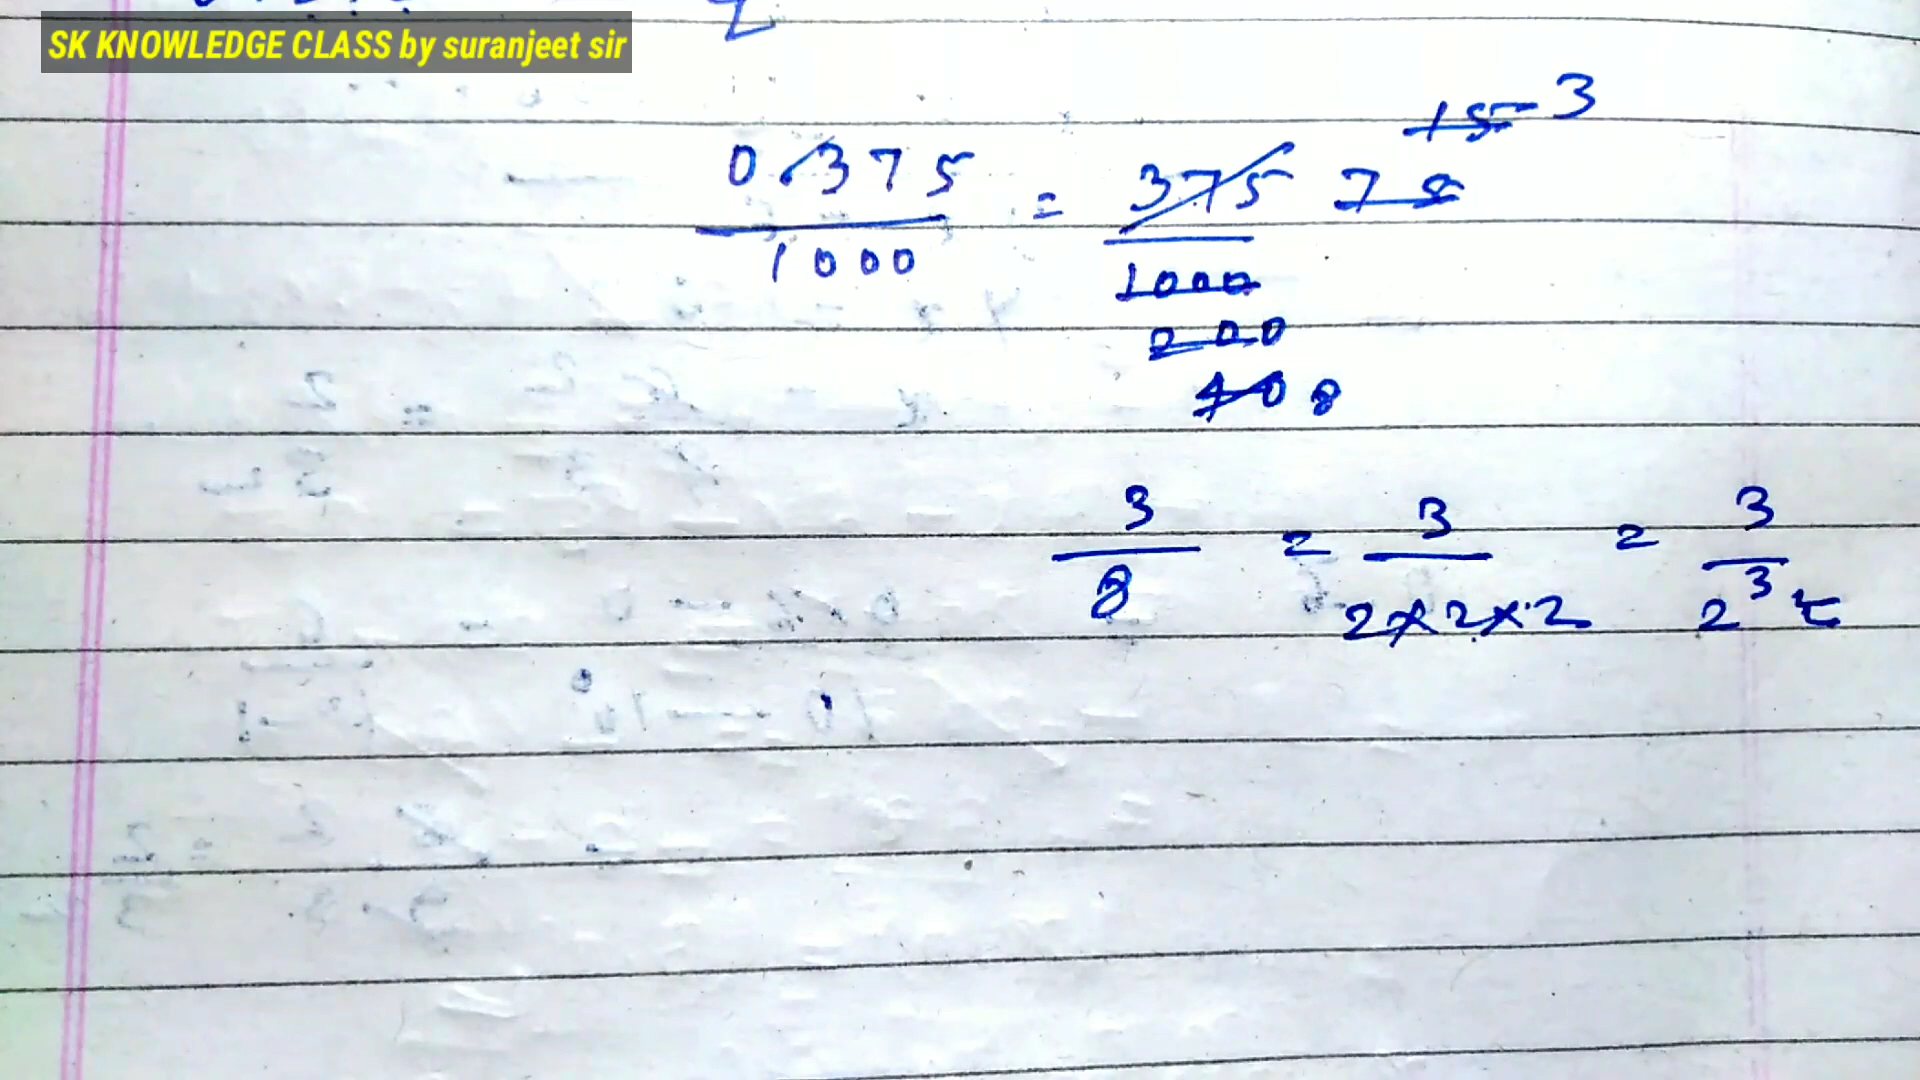 SK KNOWLEDGE CLASS by suranjeet sir
15 3
0.375 = 375 75
1000 1000
200
40 8
3 = 3 = 3
8 2×2×2 2³